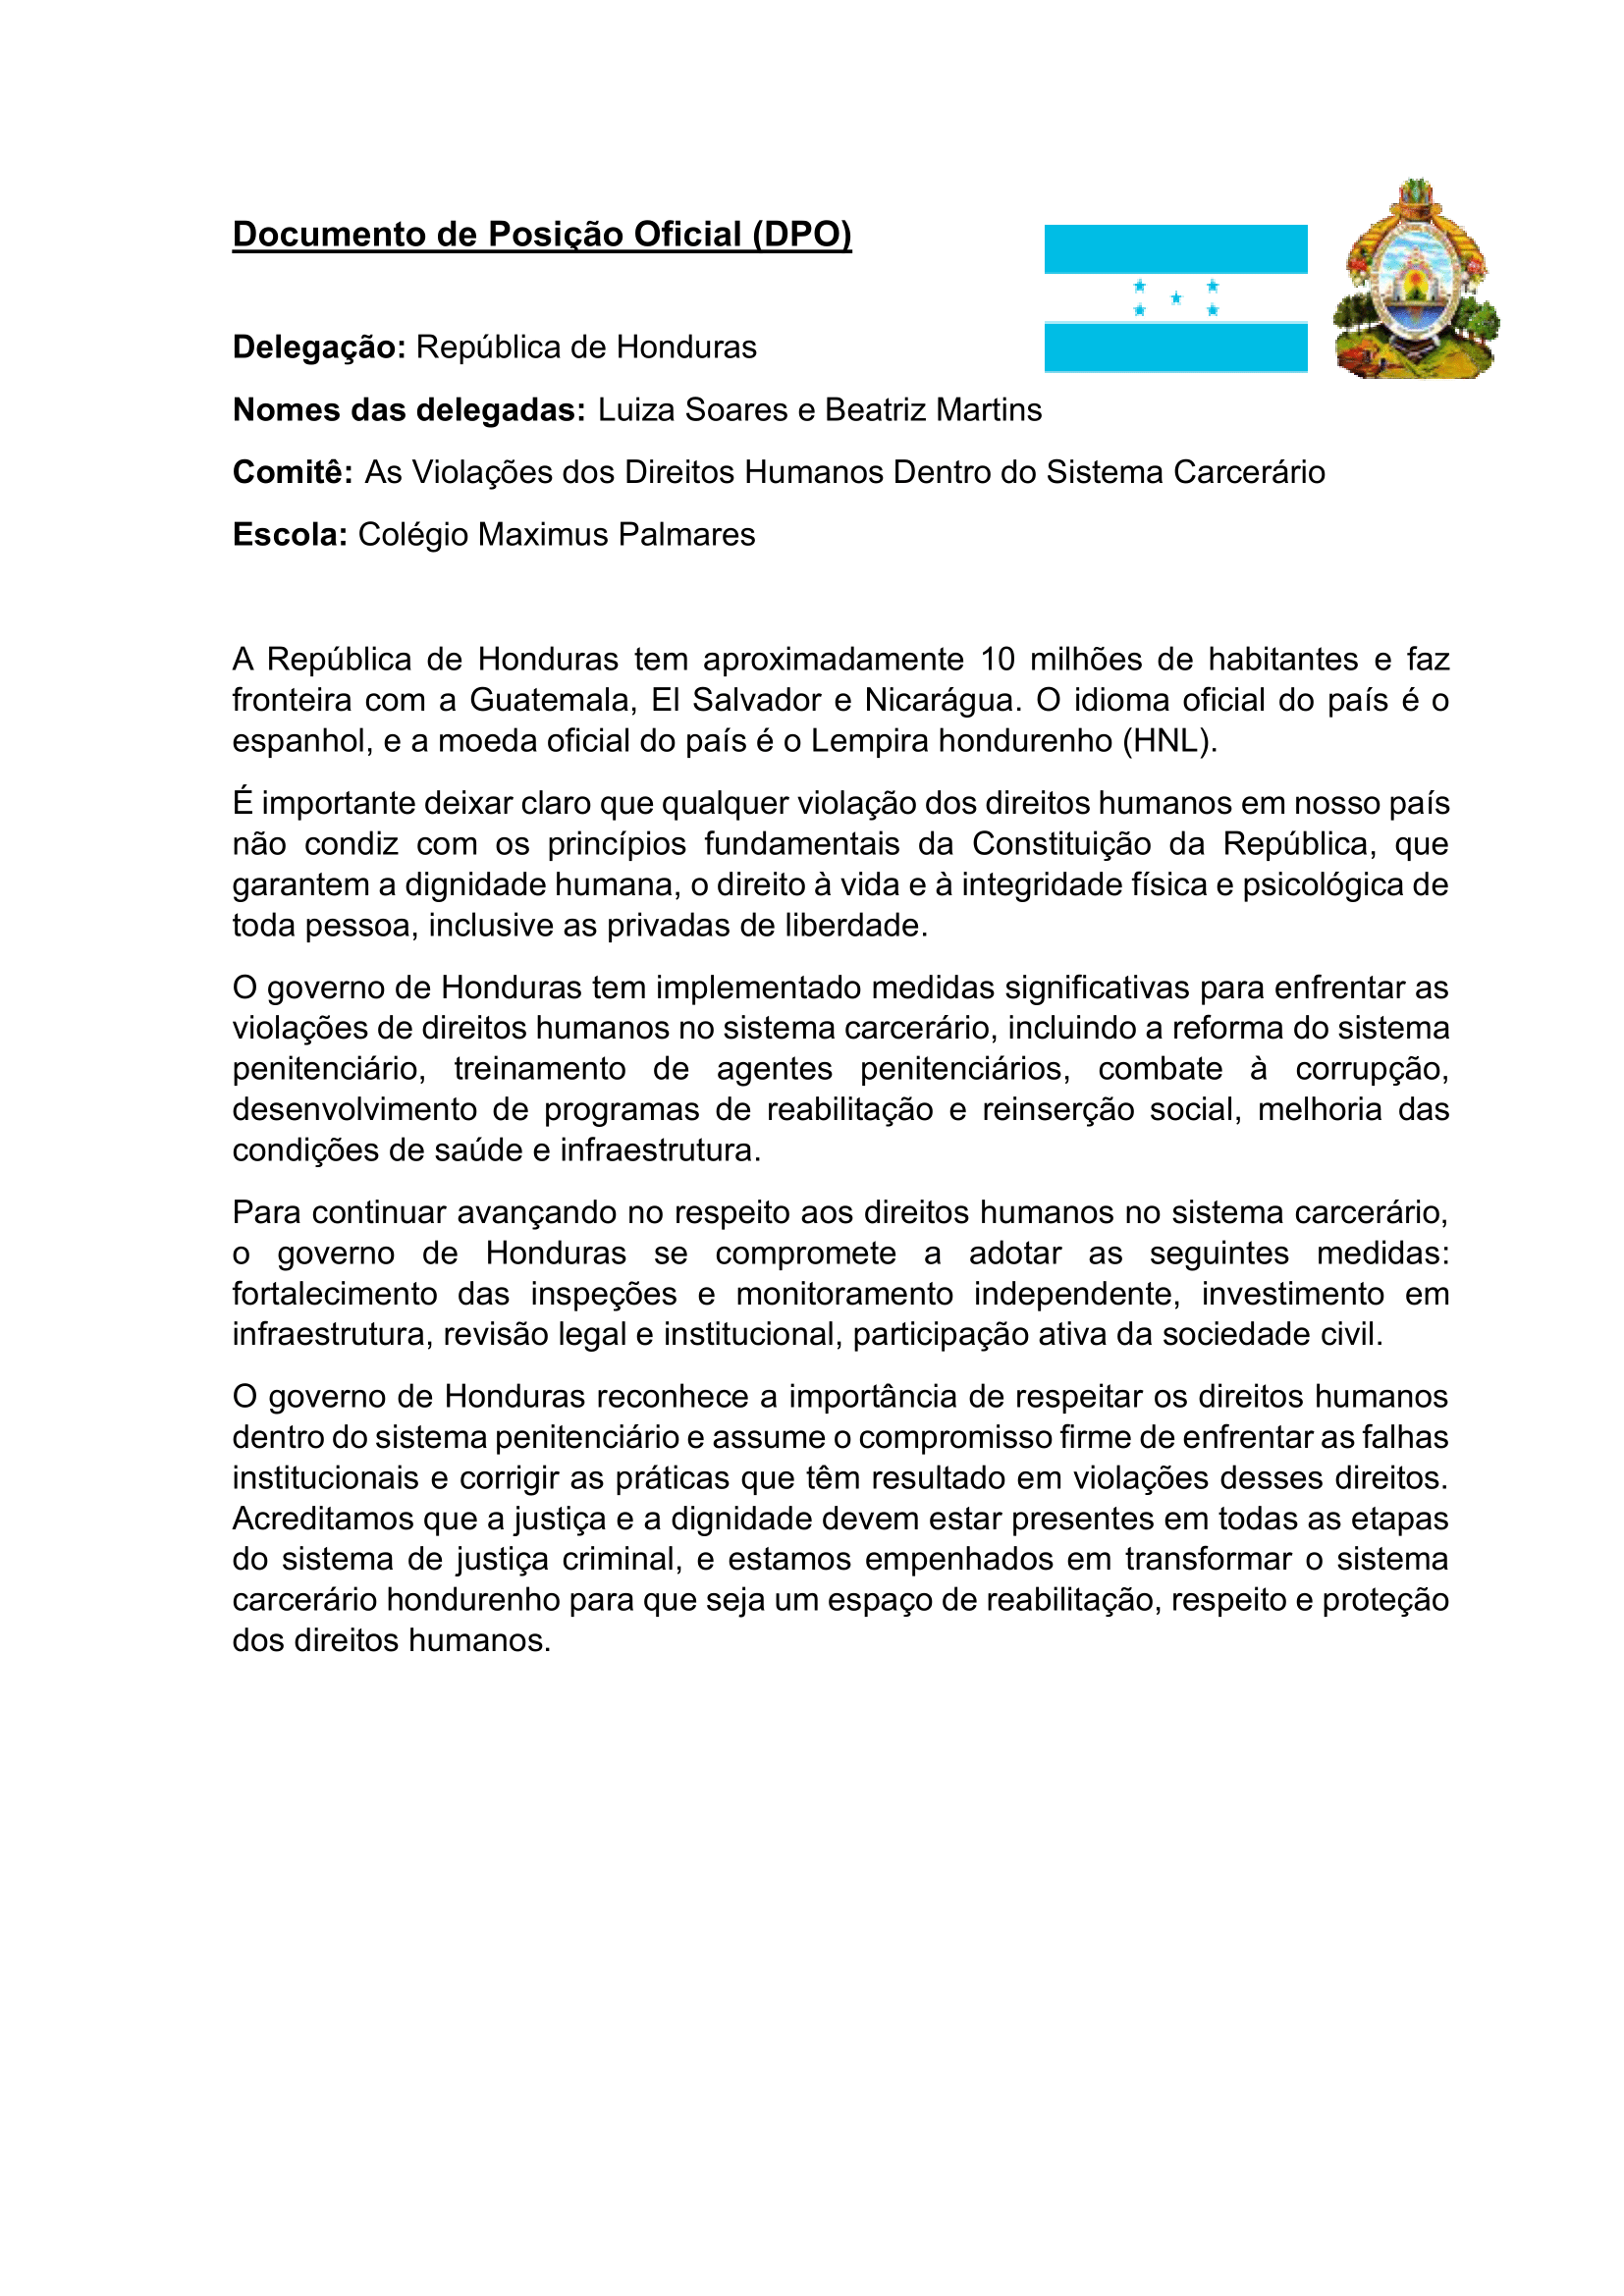 Documento de Posição Oficial (DPO)
Delegação: República de Honduras
Nomes das delegadas: Luiza Soares e Beatriz Martins
Comitê: As Violações dos Direitos Humanos Dentro do Sistema Carcerário
Escola: Colégio Maximus Palmares
A República de Honduras tem aproximadamente 10 milhões de habitantes e faz
fronteira com a Guatemala, El Salvador e Nicarágua. O idioma oficial do país é o
espanhol, e a moeda oficial do país é o Lempira hondurenho (HNL).
É importante deixar claro que qualquer violação dos direitos humanos em nosso país
não condiz com os princípios fundamentais da Constituição da República, que
garantem a dignidade humana, o direito à vida e à integridade física e psicológica de
toda pessoa, inclusive as privadas de liberdade.
O governo de Honduras tem implementado medidas significativas para enfrentar as
violações de direitos humanos no sistema carcerário, incluindo a reforma do sistema
penitenciário, treinamento de agentes penitenciários, combate à corrupção,
desenvolvimento de programas de reabilitação e reinserção social, melhoria das
condições de saúde e infraestrutura.
Para continuar avançando no respeito aos direitos humanos no sistema carcerário,
o governo de Honduras se compromete a adotar as seguintes medidas:
fortalecimento das inspeções e monitoramento independente, investimento em
infraestrutura, revisão legal e institucional, participação ativa da sociedade civil.
O governo de Honduras reconhece a importância de respeitar os direitos humanos
dentro do sistema penitenciário e assume o compromisso firme de enfrentar as falhas
institucionais e corrigir as práticas que têm resultado em violações desses direitos.
Acreditamos que a justiça e a dignidade devem estar presentes em todas as etapas
do sistema de justiça criminal, e estamos empenhados em transformar o sistema
carcerário hondurenho para que seja um espaço de reabilitação, respeito e proteção
dos direitos humanos.